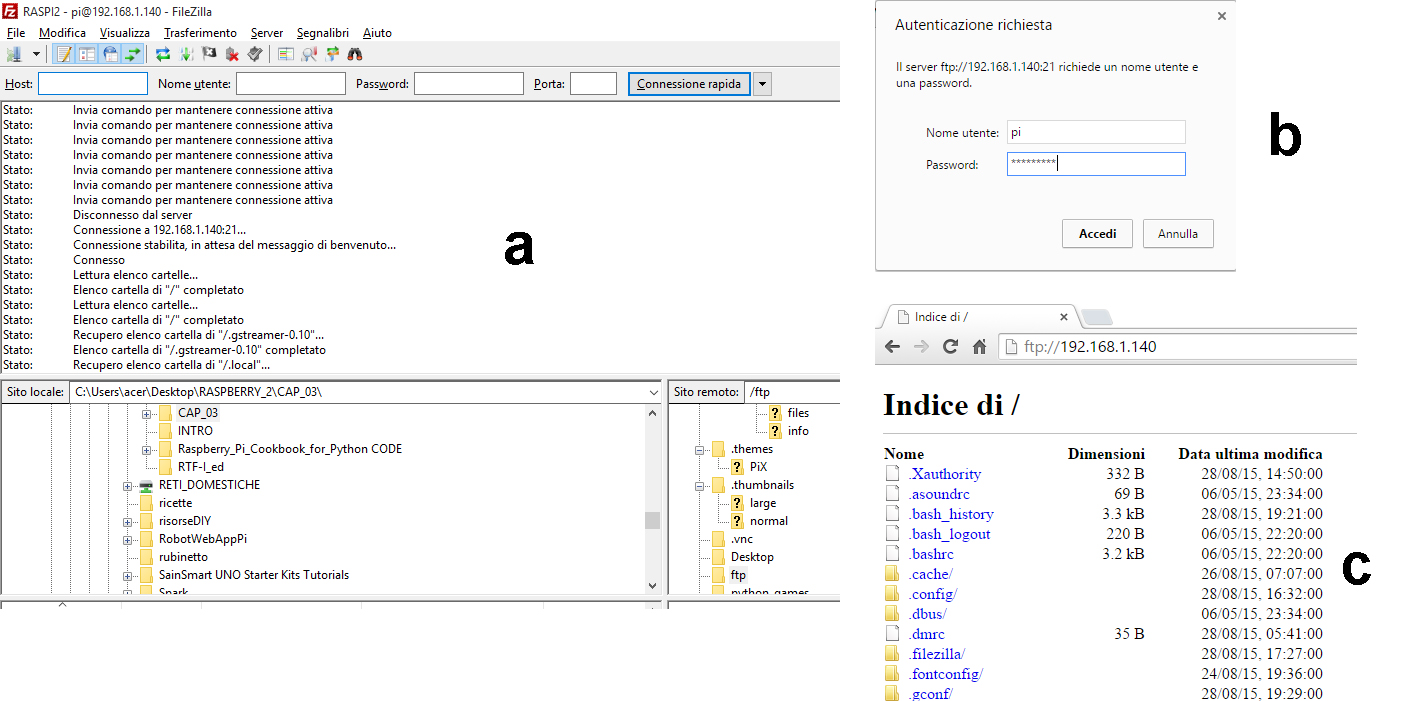 RASPI2 - pi@192.168.1.140 - FileZilla
File Modifica Visualizza Trasferimento Server Segnalibri Aiuto
Host: Nome utente: Password: Porta: Connessione rapida
Stato: Invia comando per mantenere connessione attiva
Stato: Invia comando per mantenere connessione attiva
Stato: Invia comando per mantenere connessione attiva
Stato: Invia comando per mantenere connessione attiva
Stato: Invia comando per mantenere connessione attiva
Stato: Invia comando per mantenere connessione attiva
Stato: Invia comando per mantenere connessione attiva
Stato: Disconnesso dal server
Stato: Connessione a 192.168.1.140:21...
Stato: Connessione stabilita, in attesa del messaggio di benvenuto...
Stato: Connesso
Stato: Lettura elenco cartelle...
Stato: Elenco cartella di "/" completato
Stato: Lettura elenco cartelle...
Stato: Elenco cartella di "/" completato
Stato: Recupero elenco cartella di "/.gstreamer-0.10"...
Stato: Elenco cartella di "/.gstreamer-0.10" completato
Stato: Recupero elenco cartella di "/.local"...
a
Sito locale: C:\Users\acer\Desktop\RASPBERRY_2\CAP_03\
CAP_03
INTRO
Raspberry_Pi_Cookbook_for_Python CODE
RTF-I_ed
RETI_DOMESTICHE
ricette
risorseDIY
RobotWebAppPi
rubinetto
SainSmart UNO Starter Kits Tutorials
Spark
Sito remoto: /ftp
files
info
.themes
PiX
.thumbnails
large
normal
.vnc
Desktop
ftp
python_games
Autenticazione richiesta
Il server ftp://192.168.1.140:21 richiede un nome utente e
una password.
Nome utente: pi
Password: *********
Accedi Annulla
b
Indice di /
ftp://192.168.1.140
Indice di /
Nome Dimensioni Data ultima modifica
.Xauthority 332 B 28/08/15, 14:50:00
.asoundrc 69 B 06/05/15, 23:34:00
.bash_history 3.3 kB 28/08/15, 19:21:00
.bash_logout 220 B 06/05/15, 22:20:00
.bashrc 3.2 kB 06/05/15, 22:20:00
.cache/ 26/08/15, 07:07:00
.config/ 28/08/15, 16:32:00
.dbus/ 06/05/15, 23:34:00
.dmrc 35 B 28/08/15, 05:41:00
.filezilla/ 28/08/15, 17:27:00
.fontconfig/ 24/08/15, 19:36:00
.gconf/ 28/08/15, 19:29:00
c